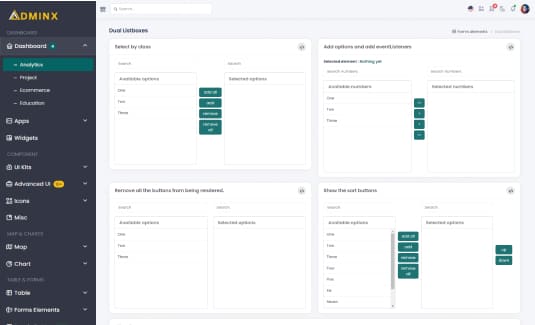 ADMINX
Search...
DASHBOARD
Dashboard 4
Analytics
Project
Ecommerce
Education
Apps
Widgets
COMPONENT
UI Kits
Advanced UI
Icons
Misc
MAP & CHARTS
Map
Chart
TABLE & FORMS
Table
Forms Elements
Dual Listboxes
Forms elements / Dual Listboxes
Select by class
Search
Search
Available options
Selected options
One
Two
Three
add all
add
remove
remove all
Add options and add eventListeners
Selected element : Nothing yet
Search numbers
Search numbers
Available numbers
Selected numbers
One
Two
Three
Remove all the buttons from being rendered.
Search
Search
Available options
Selected options
One
Two
Three
Show the sort buttons
Search
Search
Available options
Selected options
One
Two
Three
Four
Five
Six
Seven
add all
add
remove
remove all
up
down